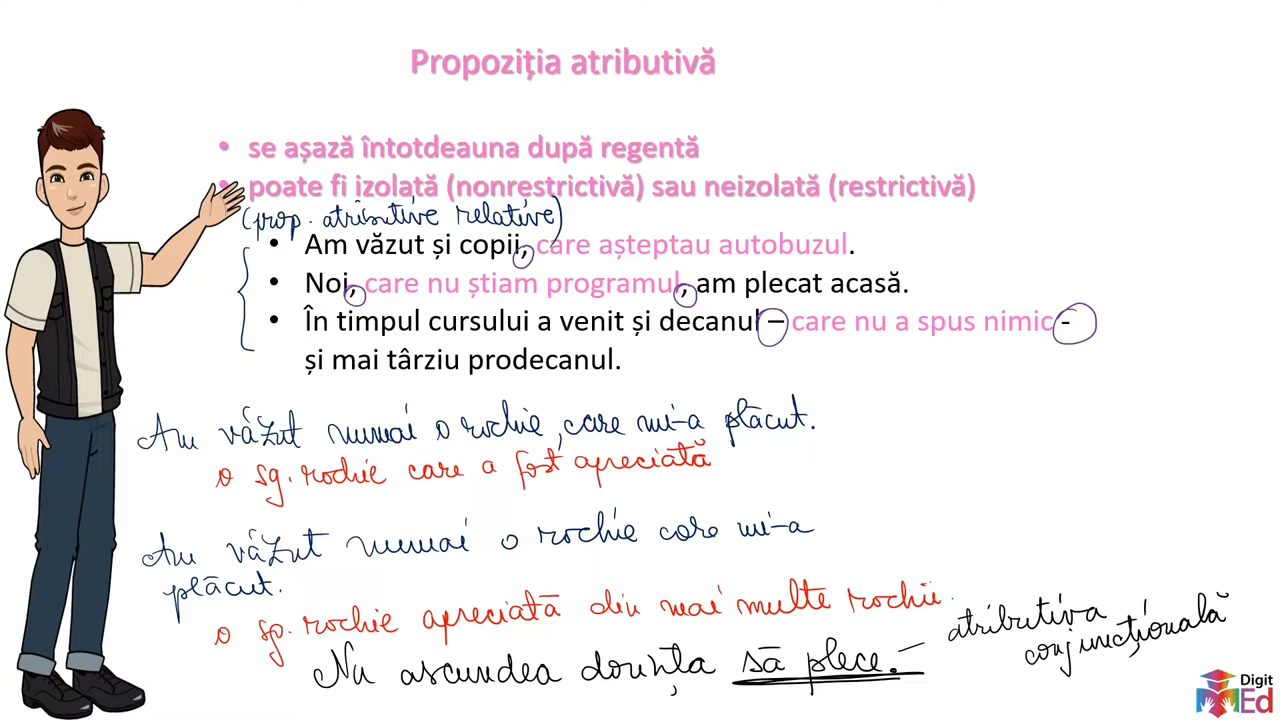 Propoziția atributivă
• se așază întotdeauna după regentă
• poate fi izolată (nonrestrictivă) sau neizolată (restrictivă)
(prop. atributive relative)
• Am văzut și copii, care așteptau autobuzul.
• Noi, care nu știam programul, am plecat acasă.
• În timpul cursului a venit și decanul – care nu a spus nimic -
și mai târziu prodecanul.
Am văzut numai o rochie, care mi-a plăcut.
o sg. rochie care a fost apreciată
Am văzut numai o rochie care mi-a
plăcut.
o sg. rochie apreciată din mai multe rochii.
Nu ascundea dorința să plece. – atributiva
conjuncțională
Digit
Ed